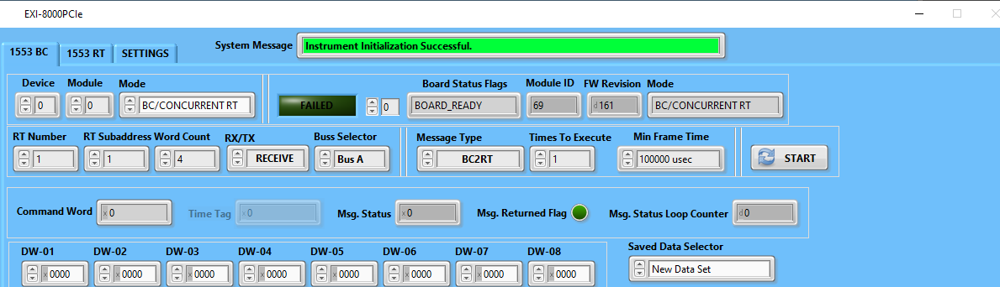 EXI-8000PCIe
System Message Instrument Initialization Successful.
1553 BC 1553 RT SETTINGS
Device Module Mode Board Status Flags Module ID FW Revision Mode
0 0 BC/CONCURRENT RT FAILED 0 BOARD_READY 69 d 161 BC/CONCURRENT RT
RT Number RT Subaddress Word Count RX/TX Buss Selector Message Type Times To Execute Min Frame Time
1 1 4 RECEIVE Bus A BC2RT 1 100000 usec START
Command Word x 0 Time Tag x 0 Msg. Status x 0 Msg. Returned Flag Msg. Status Loop Counter d 0
DW-01 DW-02 DW-03 DW-04 DW-05 DW-06 DW-07 DW-08 Saved Data Selector
x 0000 x 0000 x 0000 x 0000 x 0000 x 0000 x 0000 x 0000 New Data Set